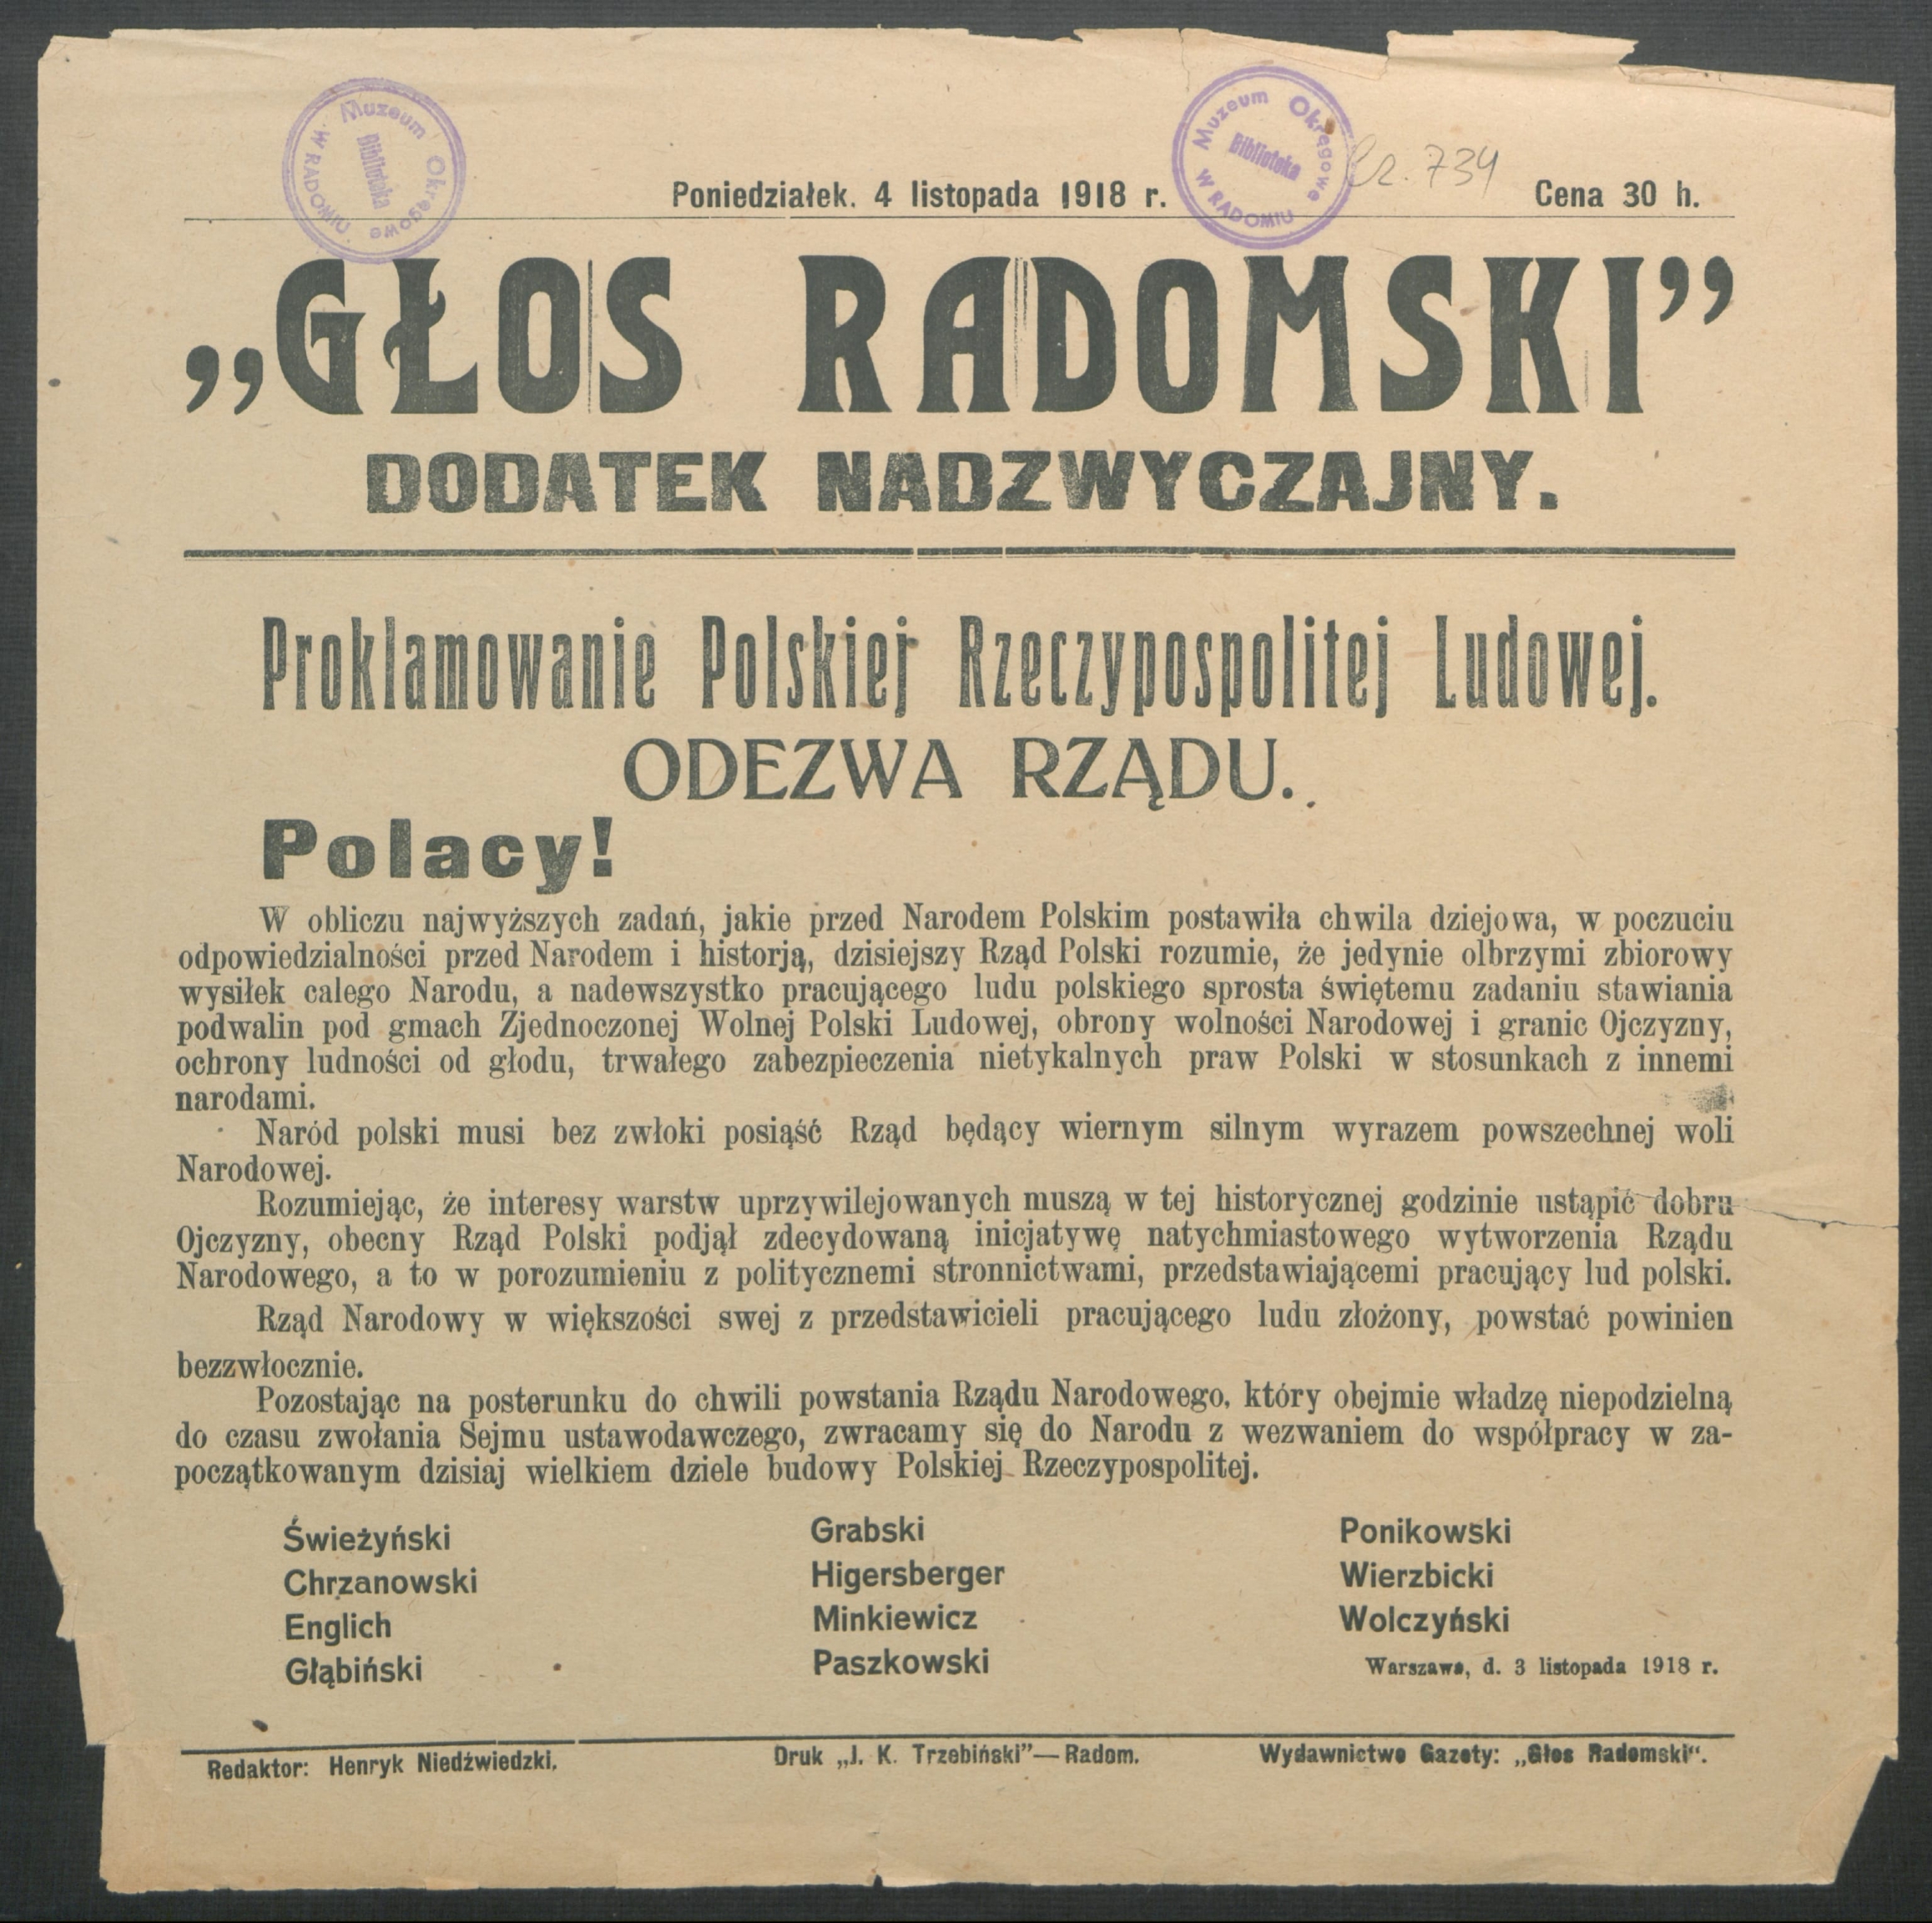 Muzeum Okręgowe
W RADOMIU
Biblioteka
Muzeum Okręgowe
W RADOMIU
Biblioteka
734
Poniedziałek. 4 listopada 1918 r.
Cena 30 h.
„GŁOS RADOMSKI”
DODATEK NADZWYCZAJNY.
Proklamowanie Polskiej Rzeczypospolitej Ludowej.
ODEZWA RZĄDU.
Polacy!
W obliczu najwyższych zadań, jakie przed Narodem Polskim postawiła chwila dziejowa, w poczuciu
odpowiedzialności przed Narodem i historją, dzisiejszy Rząd Polski rozumie, że jedynie olbrzymi zbiorowy
wysiłek calego Narodu, a nadewszystko pracującego ludu polskiego sprosta świętemu zadaniu stawiania
podwalin pod gmach Zjednoczonej Wolnej Polski Ludowej, obrony wolności Narodowej i granic Ojczyzny,
ochrony ludności od głodu, trwałego zabezpieczenia nietykalnych praw Polski w stosunkach z innemi
narodami.
Naród polski musi bez zwłoki posiąść Rząd będący wiernym silnym wyrazem powszechnej woli
Narodowej.
Rozumiejąc, że interesy warstw uprzywilejowanych muszą w tej historycznej godzinie ustąpić dobru
Ojczyzny, obecny Rząd Polski podjął zdecydowaną inicjatywę natychmiastowego wytworzenia Rządu
Narodowego, a to w porozumieniu z politycznemi stronnictwami, przedstawiającemi pracujący lud polski.
Rząd Narodowy w większości swej z przedstawicieli pracującego ludu złożony, powstać powinien
bezzwłocznie.
Pozostając na posterunku do chwili powstania Rządu Narodowego, który obejmie władzę niepodzielną
do czasu zwołania Sejmu ustawodawczego, zwracamy się do Narodu z wezwaniem do współpracy w za-
początkowanym dzisiaj wielkiem dziele budowy Polskiej Rzeczypospolitej.
Świeżyński
Chrzanowski
Englich
Głąbiński
Grabski
Higersberger
Minkiewicz
Paszkowski
Ponikowski
Wierzbicki
Wolczyński
Warszawa, d. 3 listopada 1918 r.
Redaktor: Henryk Niedźwiedzki.
Druk „J. K. Trzebiński”—Radom.
Wydawnictwo Gazety: „Głos Radomski“.